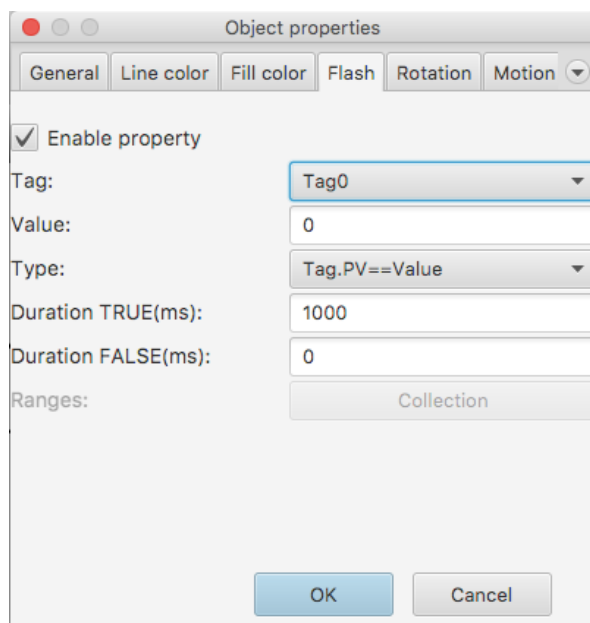 Object properties
General Line color Fill color Flash Rotation Motion
Enable property
Tag: Tag0
Value: 0
Type: Tag.PV==Value
Duration TRUE(ms): 1000
Duration FALSE(ms): 0
Ranges: Collection
OK Cancel